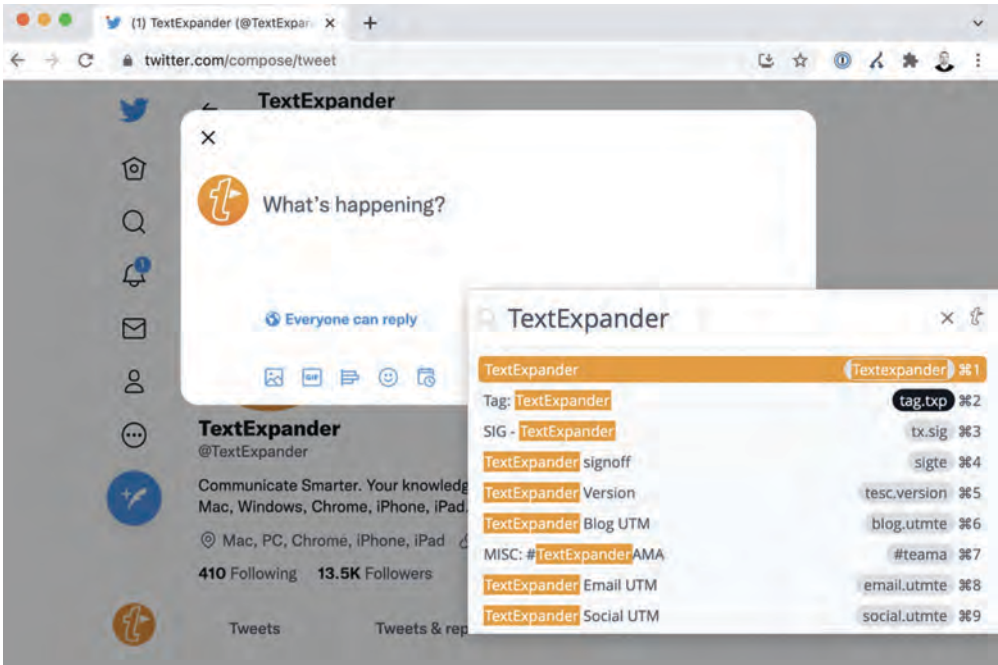 (1) TextExpander (@TextExpan
twitter.com/compose/tweet
TextExpander
What's happening?
Everyone can reply
GIF
TextExpander
@TextExpander
Communicate Smarter. Your knowledg
Mac, Windows, Chrome, iPhone, iPad.
Mac, PC, Chrome, iPhone, iPad
410 Following 13.5K Followers
Tweets Tweets & rep
1
TextExpander
TextExpander Textexpander ⌘1
Tag: TextExpander tag.txp ⌘2
SIG - TextExpander tx.sig ⌘3
TextExpander signoff sigte ⌘4
TextExpander Version tesc.version ⌘5
TextExpander Blog UTM blog.utmte ⌘6
MISC: #TextExpanderAMA #teama ⌘7
TextExpander Email UTM email.utmte ⌘8
TextExpander Social UTM social.utmte ⌘9